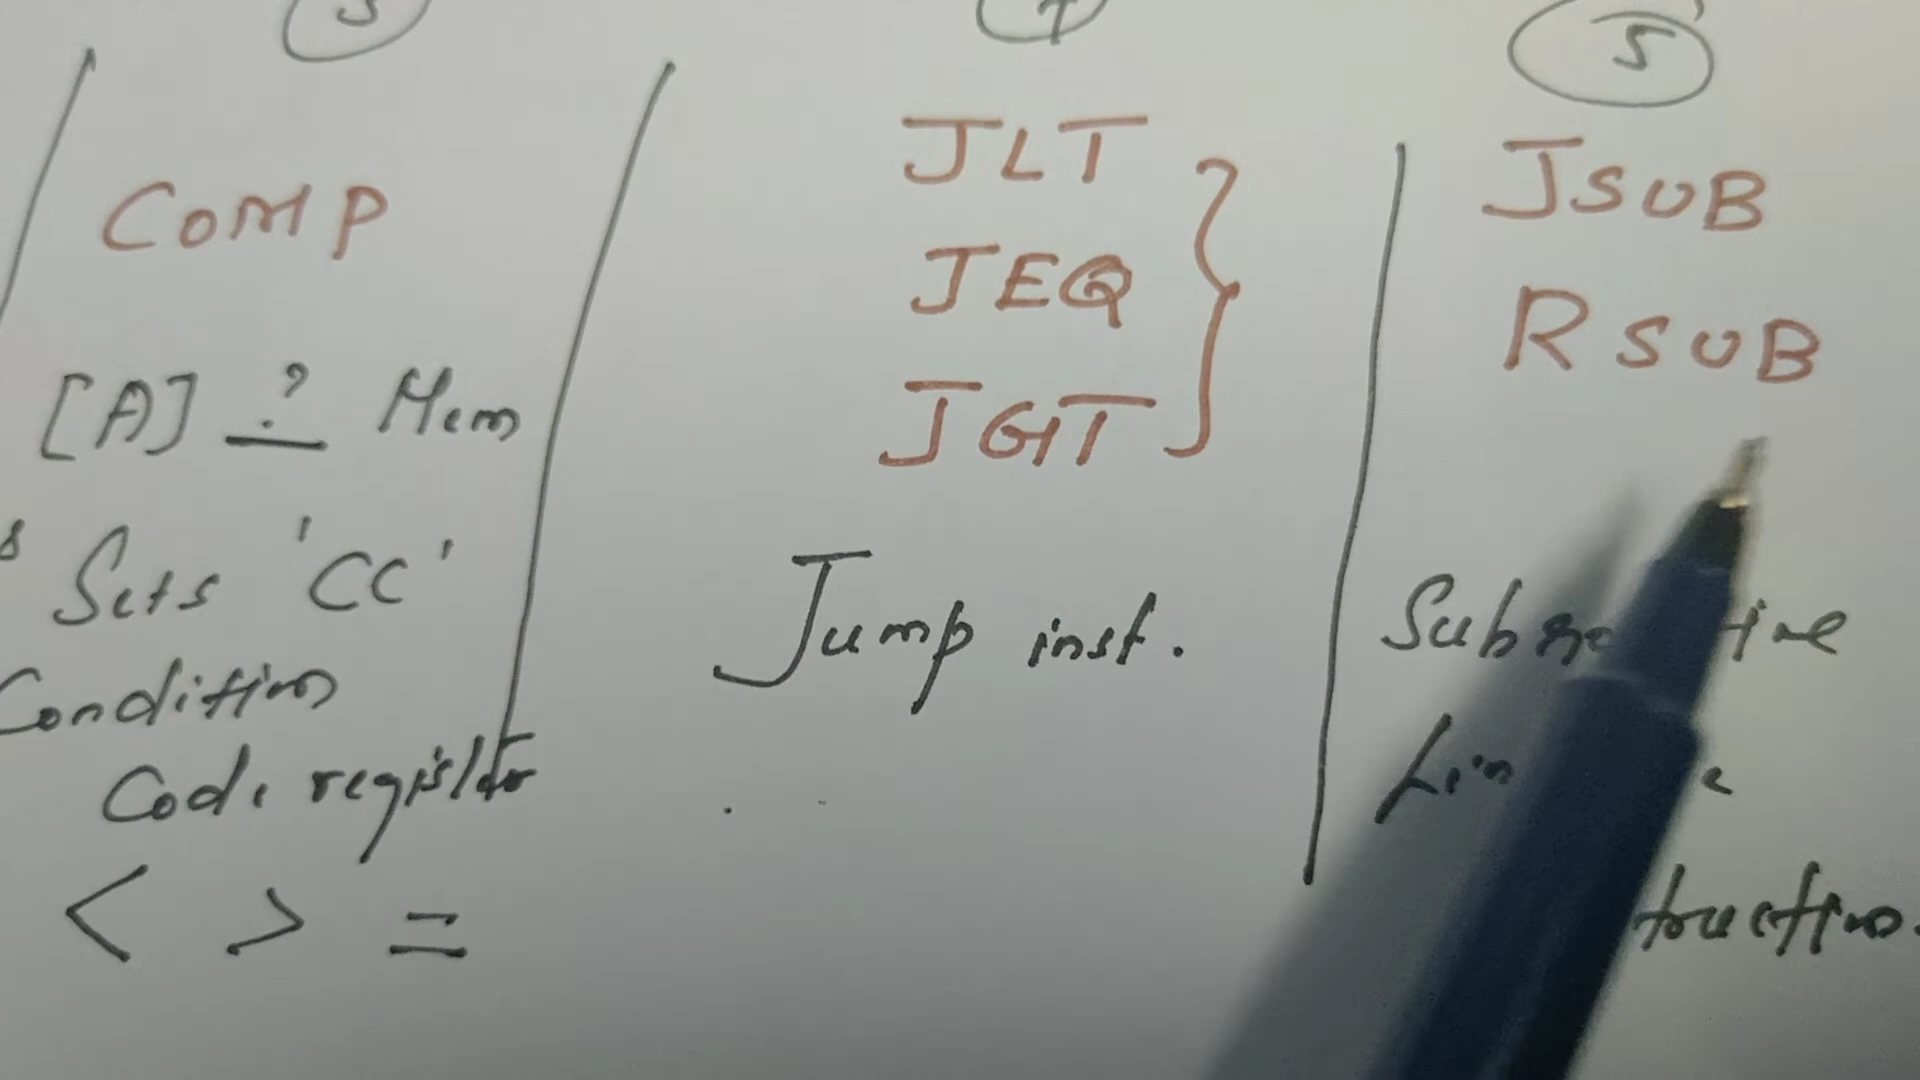 5
COMP
[A] ? Mem
Sets 'CC'
Condition
Code register
< > =
JLT
JEQ
JGT
Jump inst.
JSUB
RSUB